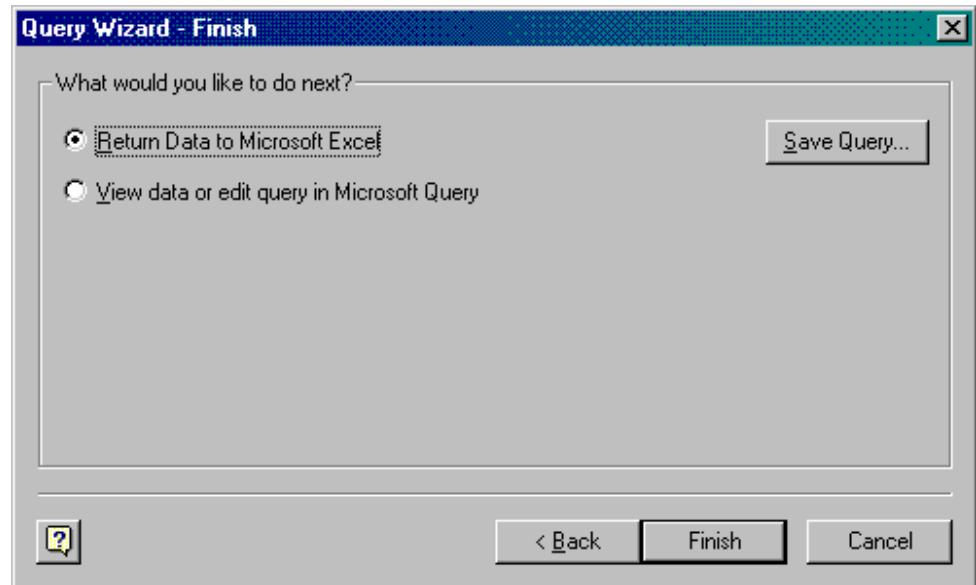 Query Wizard - Finish
What would you like to do next?
Return Data to Microsoft Excel
Save Query...
View data or edit query in Microsoft Query
?
< Back
Finish
Cancel